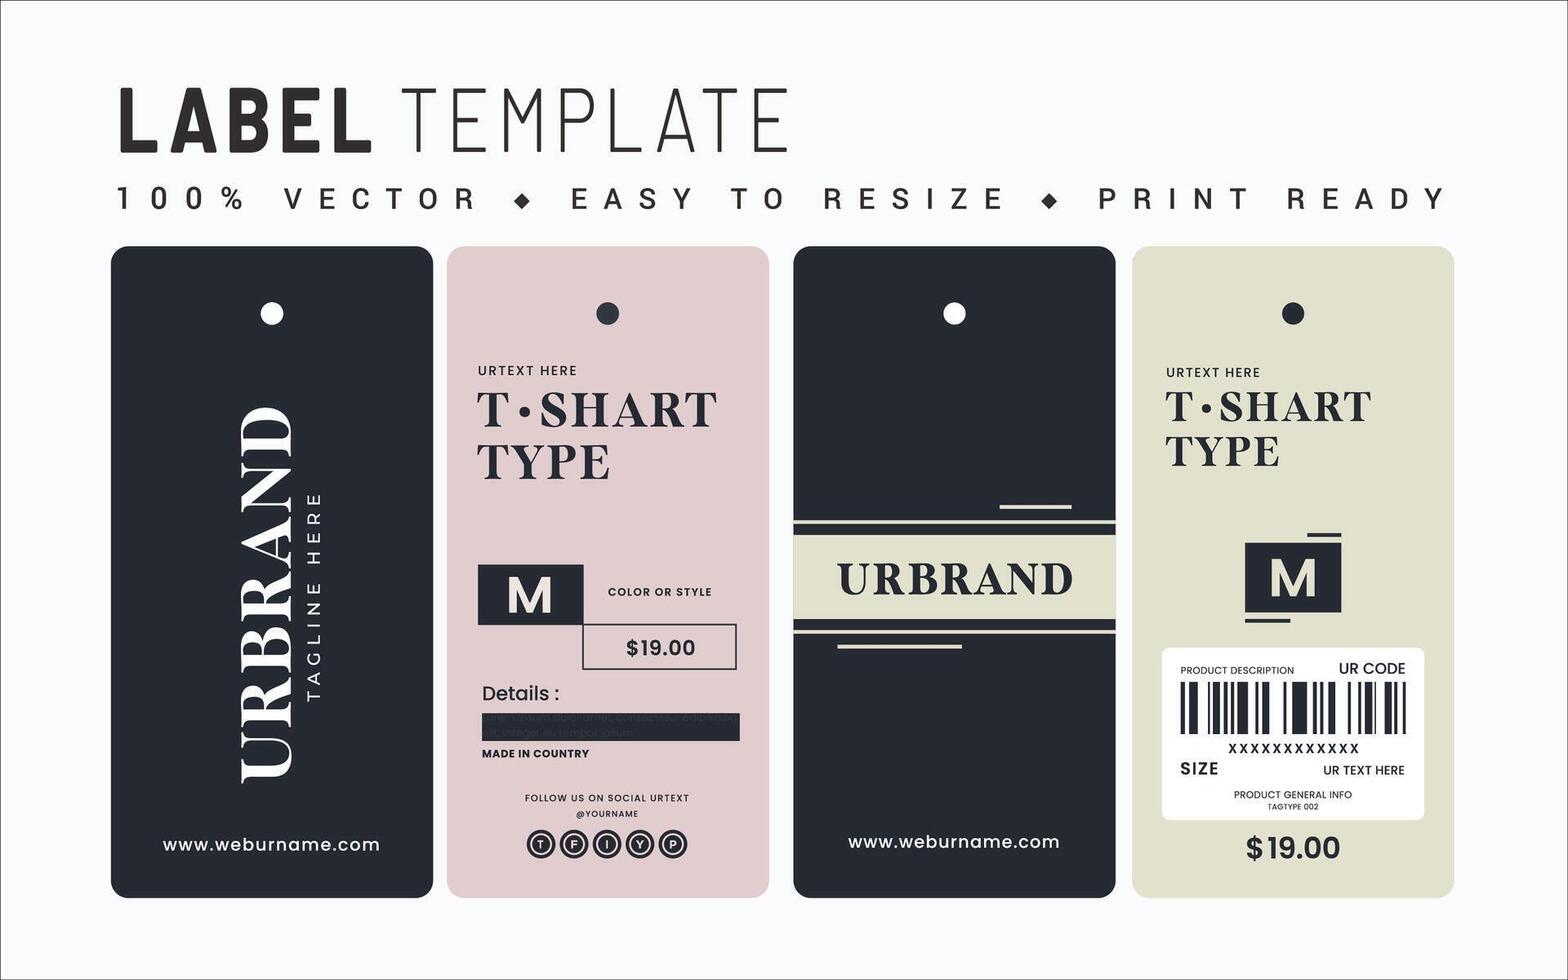 LABEL TEMPLATE
100% VECTOR ◆ EASY TO RESIZE ◆ PRINT READY
URBRAND
TAGLINE HERE
www.weburname.com
URTEXT HERE
T•SHART
TYPE
M
COLOR OR STYLE
$19.00
Details :
Lorem ipsum dolor amet, consectetur adipiscing
elit, integer eu tempor ipsum
MADE IN COUNTRY
FOLLOW US ON SOCIAL URTEXT
@YOURNAME
T F I Y P
URBRAND
www.weburname.com
URTEXT HERE
T•SHART
TYPE
M
PRODUCT DESCRIPTION UR CODE
XXXXXXXXXXXX
SIZE UR TEXT HERE
PRODUCT GENERAL INFO
TAGTYPE 002
$19.00